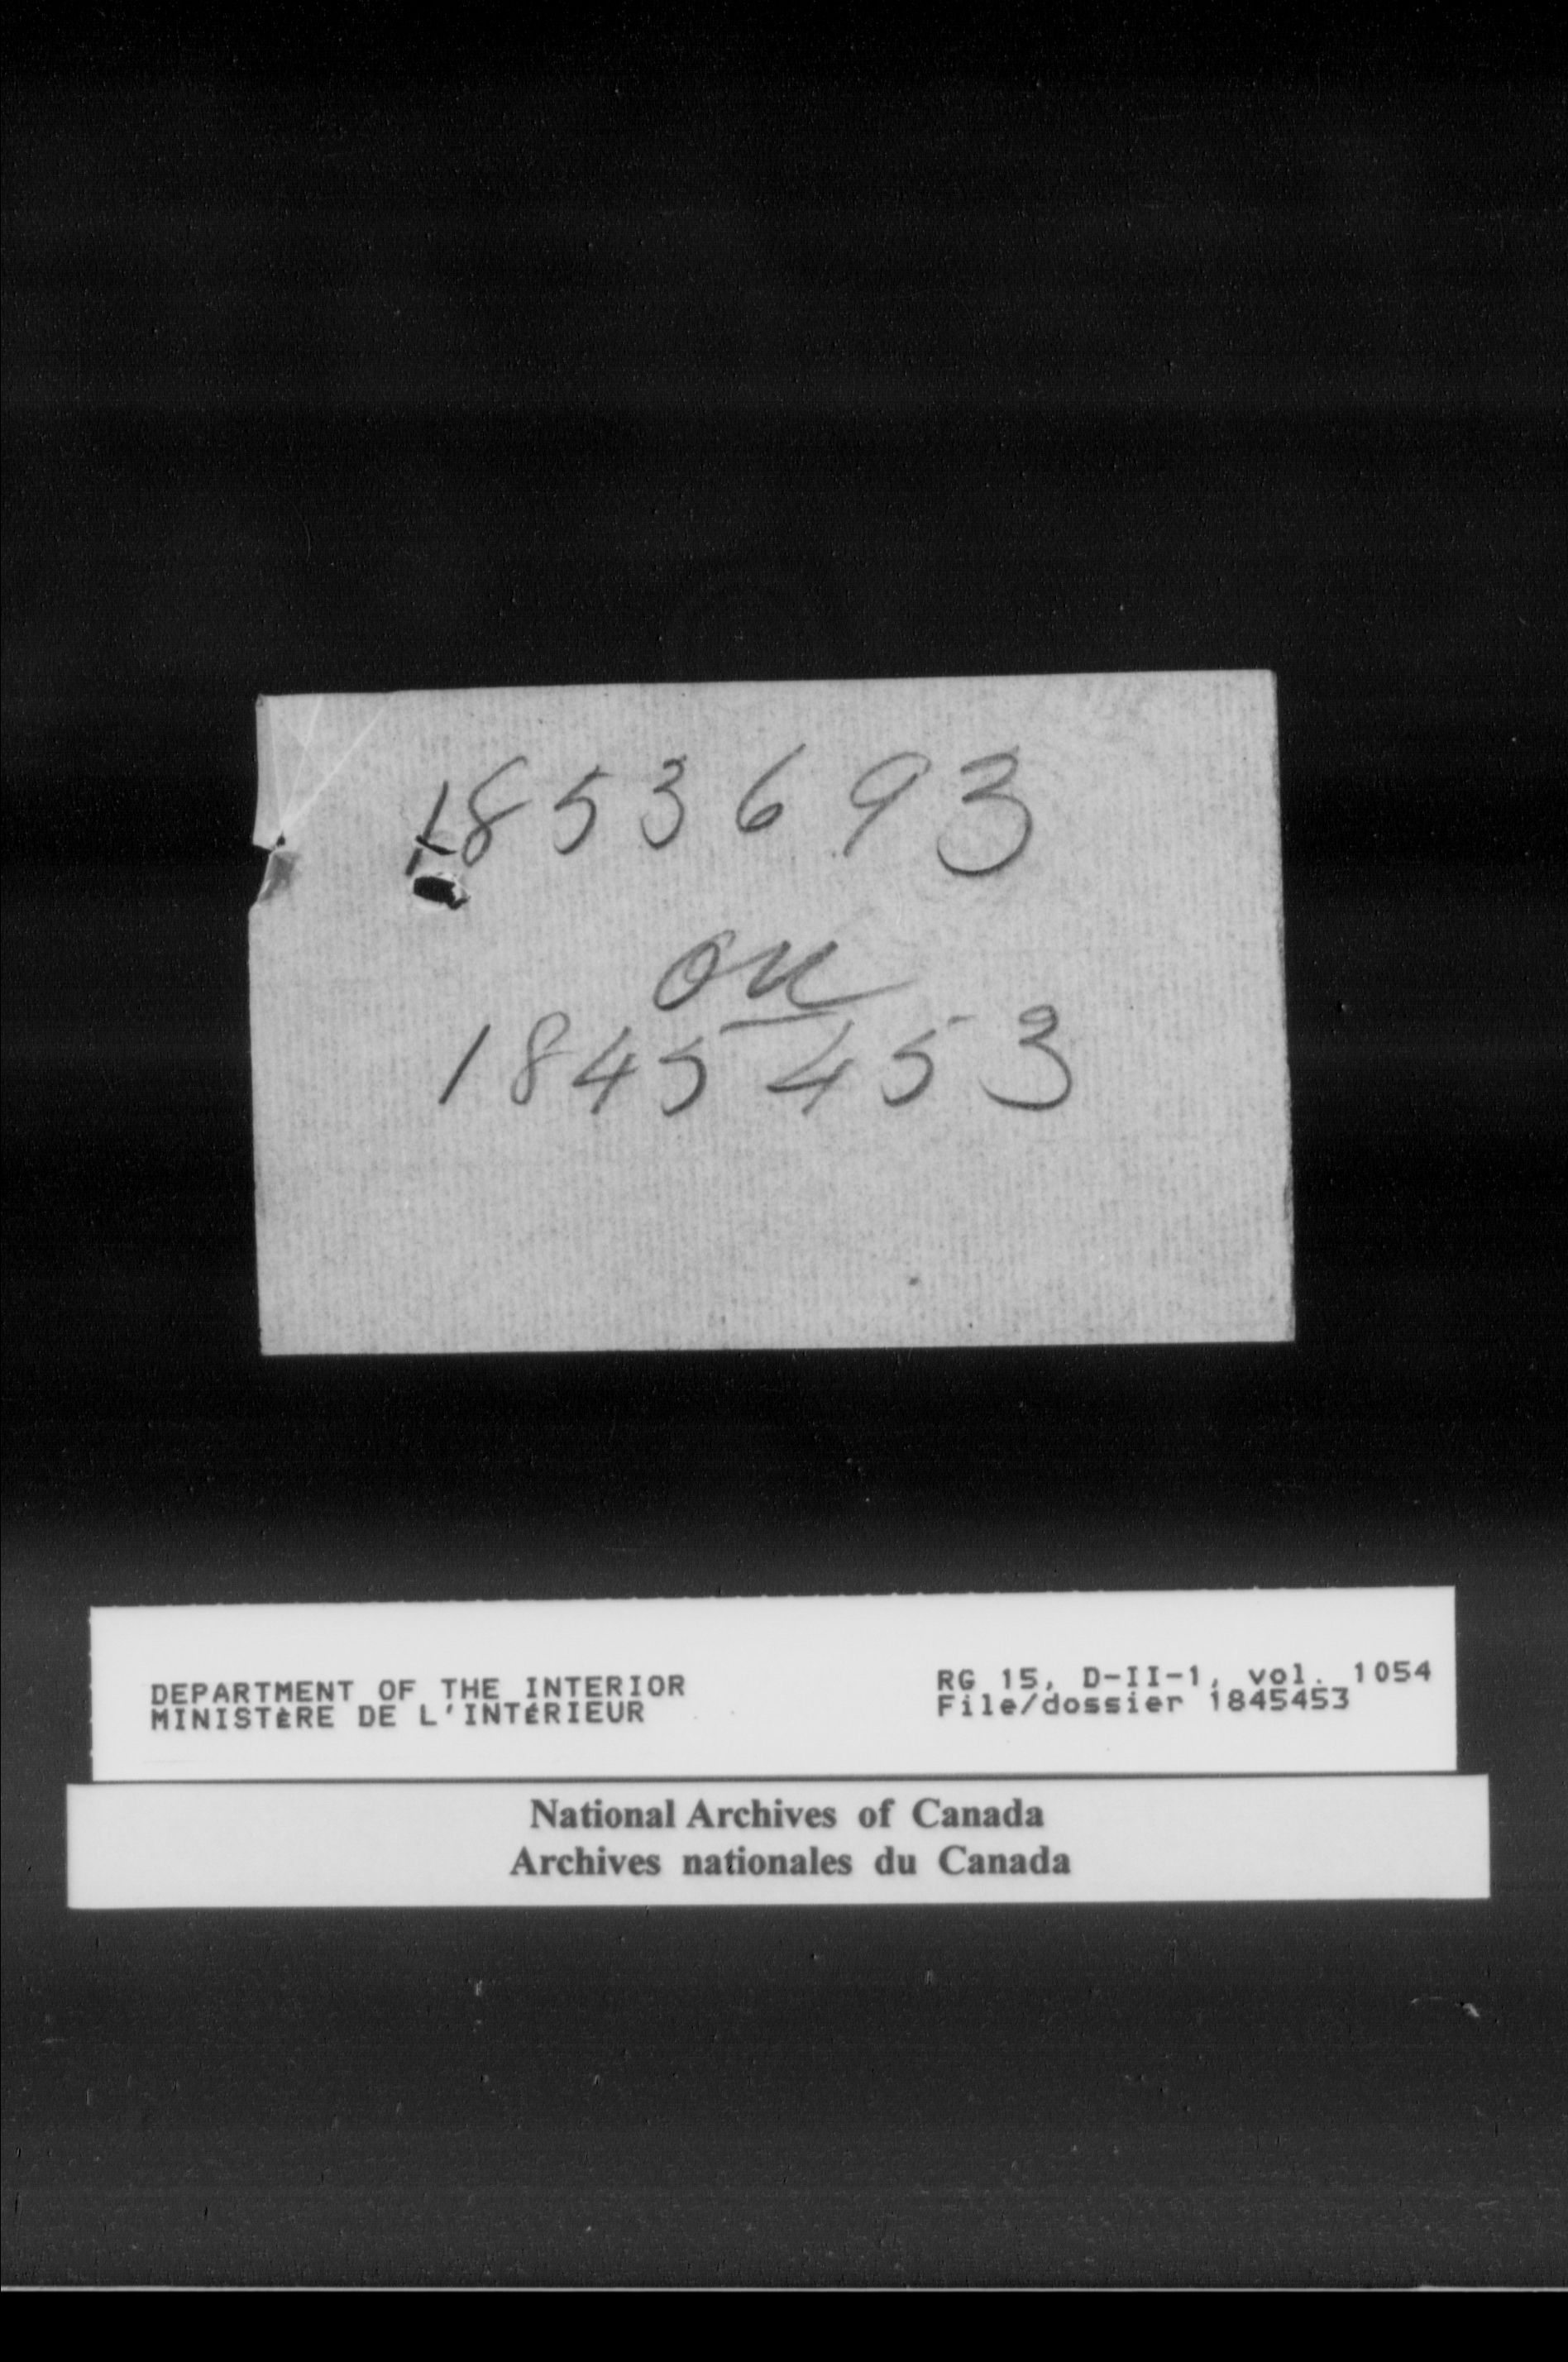 1853693
on
1845453
DEPARTMENT OF THE INTERIOR
MINISTÈRE DE L'INTÉRIEUR
RG 15, D-II-1, vol. 1054
File/dossier 1845453
National Archives of Canada
Archives nationales du Canada